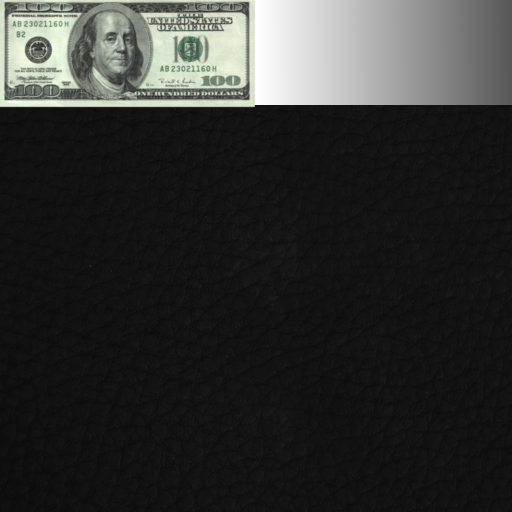 100 100
FEDERAL RESERVE NOTE
THE
UNITED STATES
OF AMERICA
AB 23021160 H
B2
100
AB 23021160 H
100
100
ONE HUNDRED DOLLARS